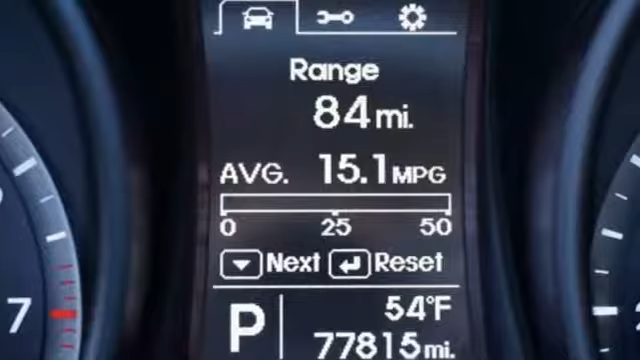 Range
84 mi.
AVG. 15.1 MPG
0 25 50
Next Reset
P 54°F
77815 mi.
7